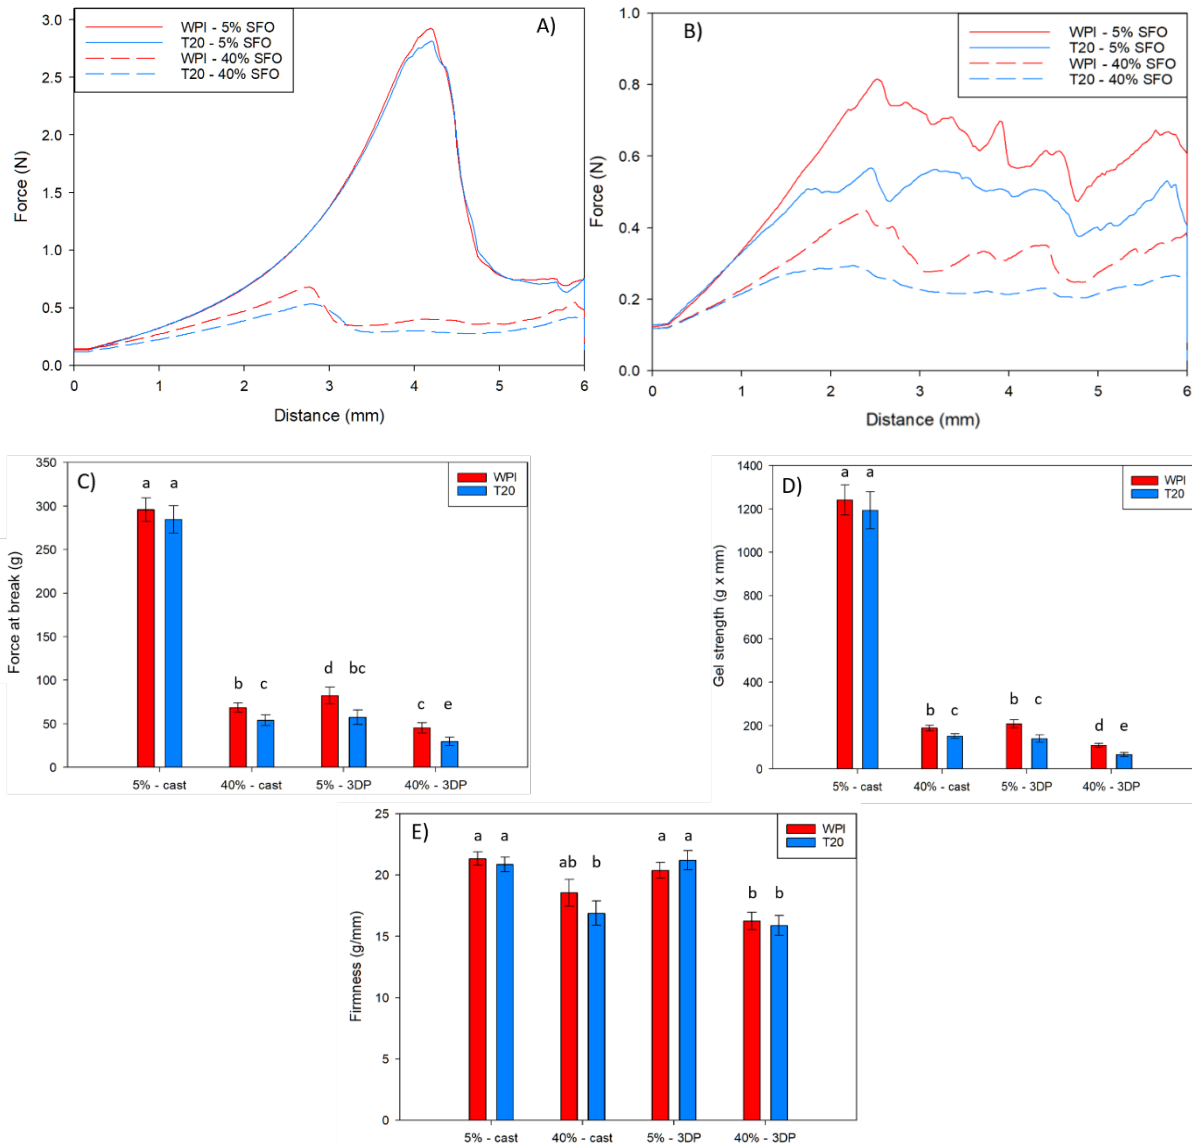 A)
WPI - 5% SFO
T20 - 5% SFO
WPI - 40% SFO
T20 - 40% SFO
3.0
2.5
2.0
1.5
1.0
0.5
0.0
Force (N)
0 1 2 3 4 5 6
Distance (mm)
B)
WPI - 5% SFO
T20 - 5% SFO
WPI - 40% SFO
T20 - 40% SFO
1.0
0.8
0.6
0.4
0.2
0.0
Force (N)
0 1 2 3 4 5 6
Distance (mm)
C)
WPI
T20
350
300
250
200
150
100
50
0
Force at break (g)
a a
b c
d bc
c e
5% - cast 40% - cast 5% - 3DP 40% - 3DP
D)
WPI
T20
1400
1200
1000
800
600
400
200
0
Gel strength (g x mm)
a a
b c
b c
d e
5% - cast 40% - cast 5% - 3DP 40% - 3DP
E)
WPI
T20
25
20
15
10
5
0
Firmness (g/mm)
a a
ab b
a a
b b
5% - cast 40% - cast 5% - 3DP 40% - 3DP